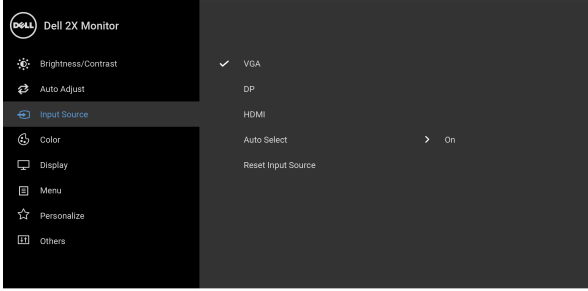 DELL
Dell 2X Monitor
Brightness/Contrast
Auto Adjust
Input Source
Color
Display
Menu
Personalize
Others
VGA
DP
HDMI
Auto Select On
Reset Input Source